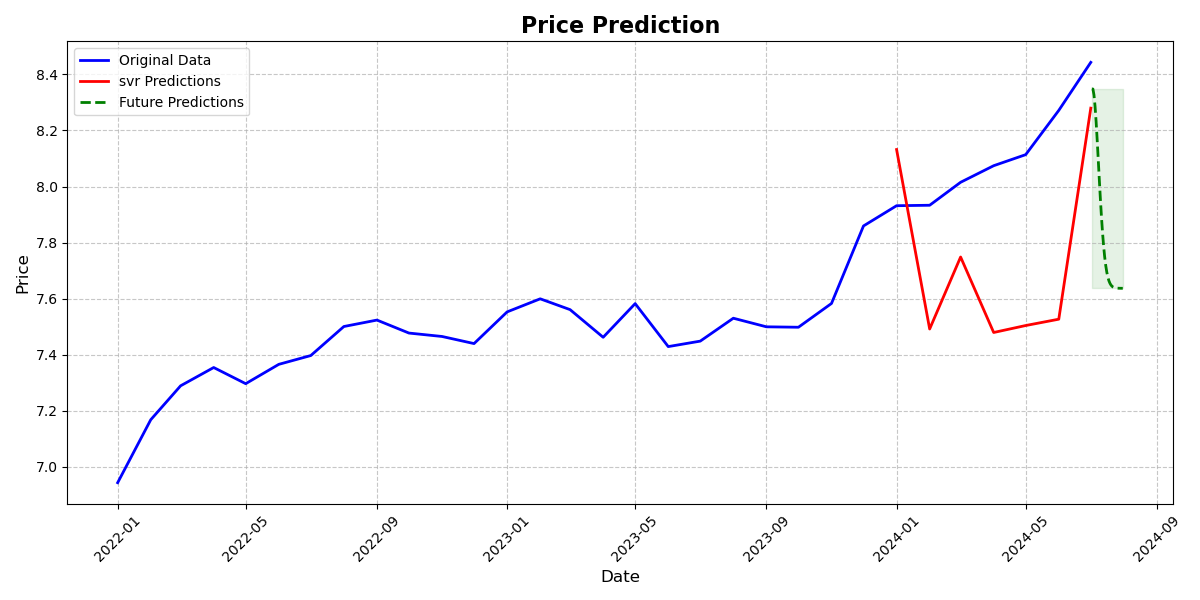 Price Prediction
Original Data
svr Predictions
Future Predictions
Price
8.4
8.2
8.0
7.8
7.6
7.4
7.2
7.0
2022-01
2022-05
2022-09
2023-01
2023-05
2023-09
2024-01
2024-05
2024-09
Date